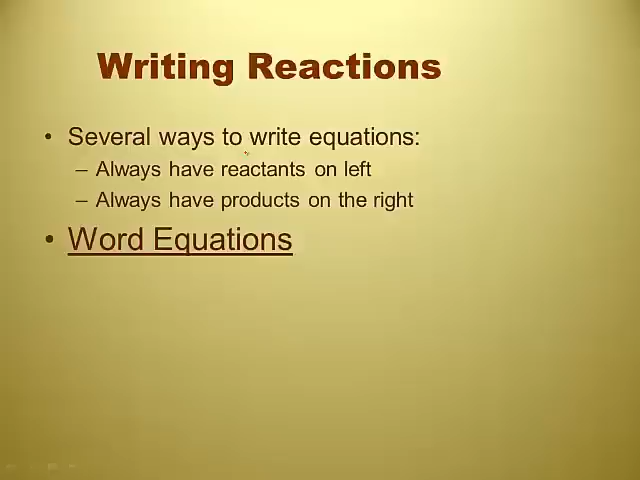 Writing Reactions
• Several ways to write equations:
– Always have reactants on left
– Always have products on the right
• Word Equations